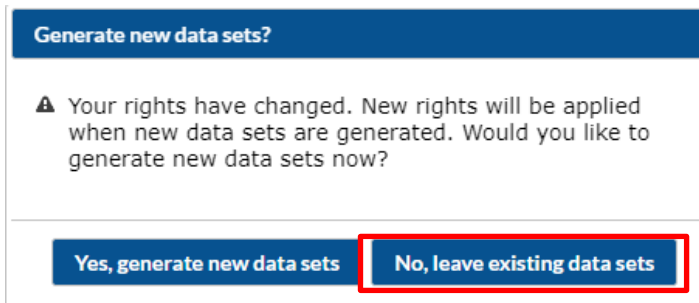 Generate new data sets?
Your rights have changed. New rights will be applied
when new data sets are generated. Would you like to
generate new data sets now?
Yes, generate new data sets
No, leave existing data sets